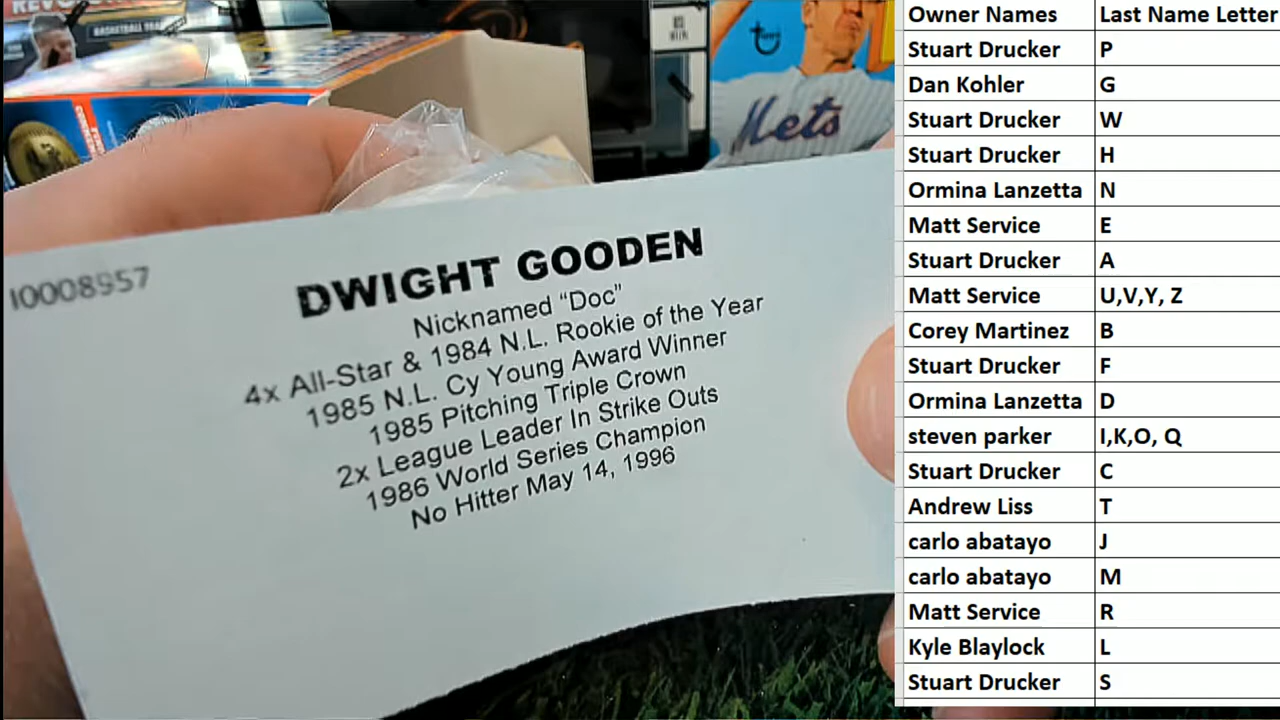 BASKETBALL
Mets
10008957
DWIGHT GOODEN
Nicknamed "Doc"
4x All-Star & 1984 N.L. Rookie of the Year
1985 N.L. Cy Young Award Winner
1985 Pitching Triple Crown
2x League Leader In Strike Outs
1986 World Series Champion
No Hitter May 14, 1996
Owner Names Last Name Letter
Stuart Drucker P
Dan Kohler G
Stuart Drucker W
Stuart Drucker H
Ormina Lanzetta N
Matt Service E
Stuart Drucker A
Matt Service U,V,Y, Z
Corey Martinez B
Stuart Drucker F
Ormina Lanzetta D
steven parker I,K,O, Q
Stuart Drucker C
Andrew Liss T
carlo abatayo J
carlo abatayo M
Matt Service R
Kyle Blaylock L
Stuart Drucker S